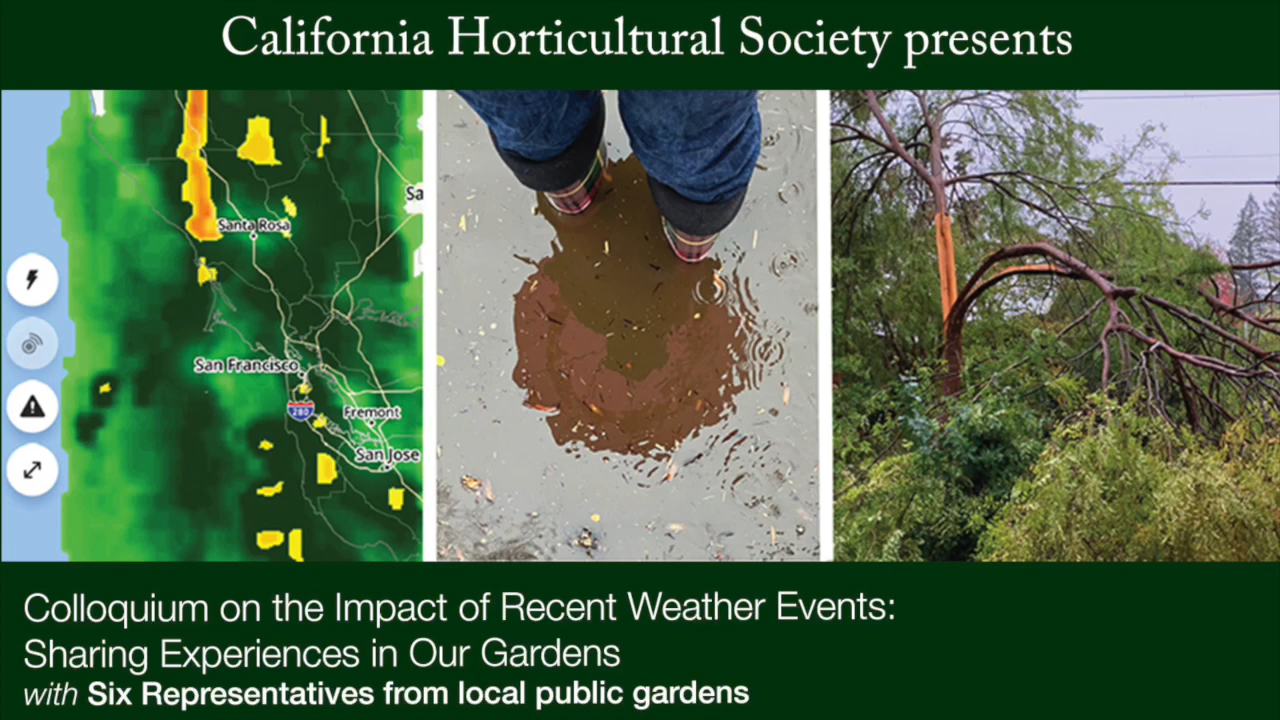 California Horticultural Society presents
Sa
Santa Rosa
San Francisco
280
Fremont
San Jose
Colloquium on the Impact of Recent Weather Events:
Sharing Experiences in Our Gardens
with Six Representatives from local public gardens